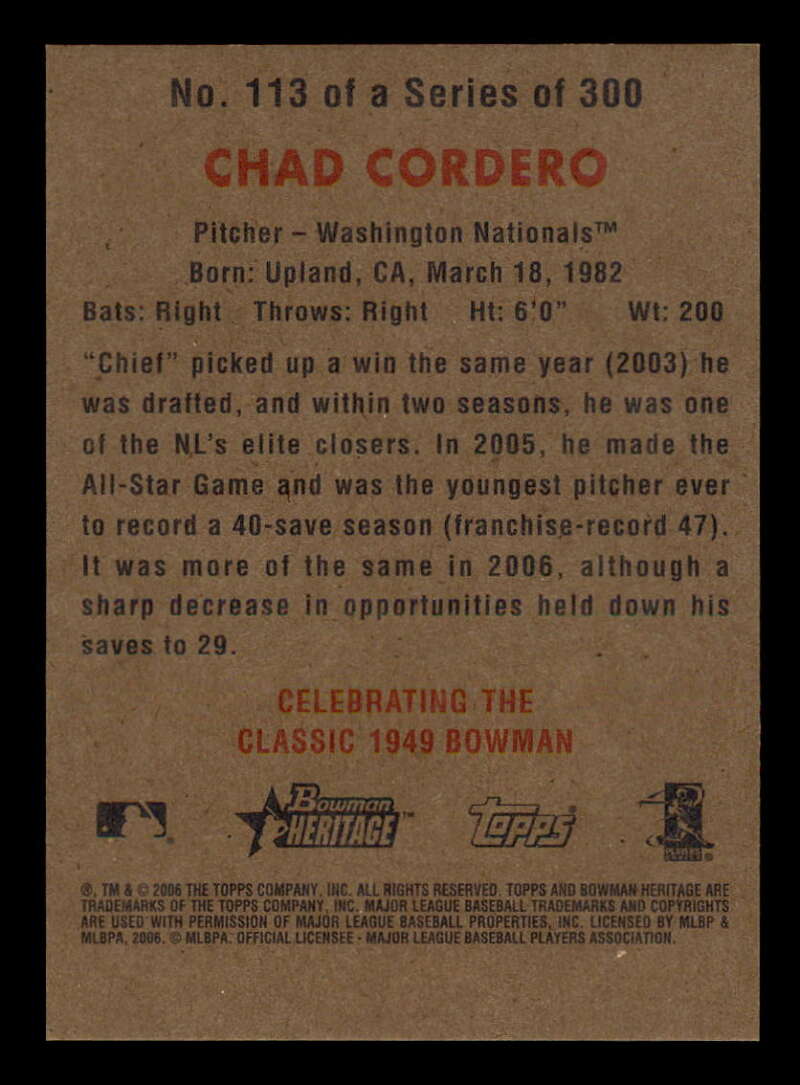 No. 113 of a Series of 300
CHAD CORDERO
Pitcher – Washington Nationals™
Born: Upland, CA, March 18, 1982
Bats: Right Throws: Right Ht: 6'0" Wt: 200
"Chief" picked up a win the same year (2003) he
was drafted, and within two seasons, he was one
of the NL's elite closers. In 2005, he made the
All-Star Game and was the youngest pitcher ever
to record a 40-save season (franchise-record 47).
It was more of the same in 2006, although a
sharp decrease in opportunities held down his
saves to 29.
CELEBRATING THE
CLASSIC 1949 BOWMAN
Bowman
HERITAGE™
Topps®
®, TM & © 2006 THE TOPPS COMPANY, INC. ALL RIGHTS RESERVED. TOPPS AND BOWMAN HERITAGE ARE
TRADEMARKS OF THE TOPPS COMPANY, INC. MAJOR LEAGUE BASEBALL TRADEMARKS AND COPYRIGHTS
ARE USED WITH PERMISSION OF MAJOR LEAGUE BASEBALL PROPERTIES, INC. LICENSED BY MLBP &
MLBPA, 2006. © MLBPA. OFFICIAL LICENSEE - MAJOR LEAGUE BASEBALL PLAYERS ASSOCIATION.